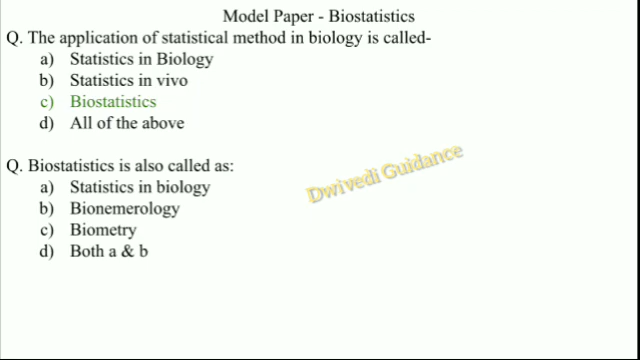 Model Paper - Biostatistics
Q. The application of statistical method in biology is called-
a) Statistics in Biology
b) Statistics in vivo
c) Biostatistics
d) All of the above
Q. Biostatistics is also called as:
a) Statistics in biology
b) Bionemerology
c) Biometry
d) Both a & b
Dwivedi Guidance